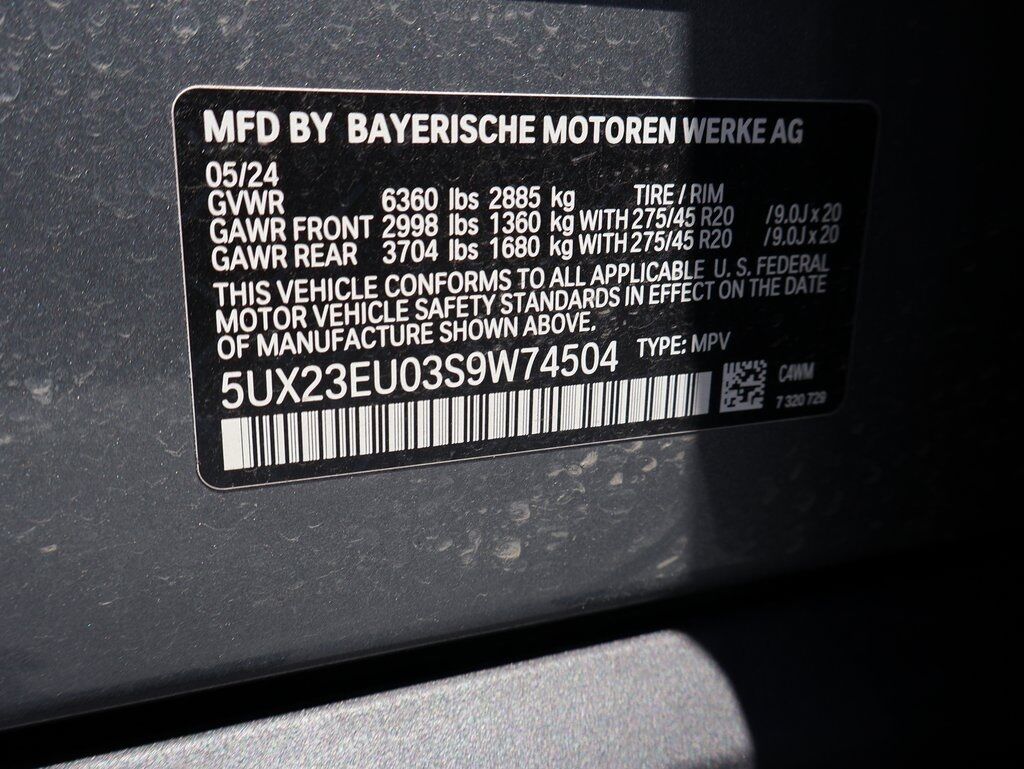 MFD BY BAYERISCHE MOTOREN WERKE AG
05/24
GVWR 6360 lbs 2885 kg TIRE / RIM
GAWR FRONT 2998 lbs 1360 kg WITH 275/45 R20 /9.0J x 20
GAWR REAR 3704 lbs 1680 kg WITH 275/45 R20 /9.0J x 20
THIS VEHICLE CONFORMS TO ALL APPLICABLE U. S. FEDERAL
MOTOR VEHICLE SAFETY STANDARDS IN EFFECT ON THE DATE
OF MANUFACTURE SHOWN ABOVE.
5UX23EU03S9W74504 TYPE: MPV
C4WM
7 320 729